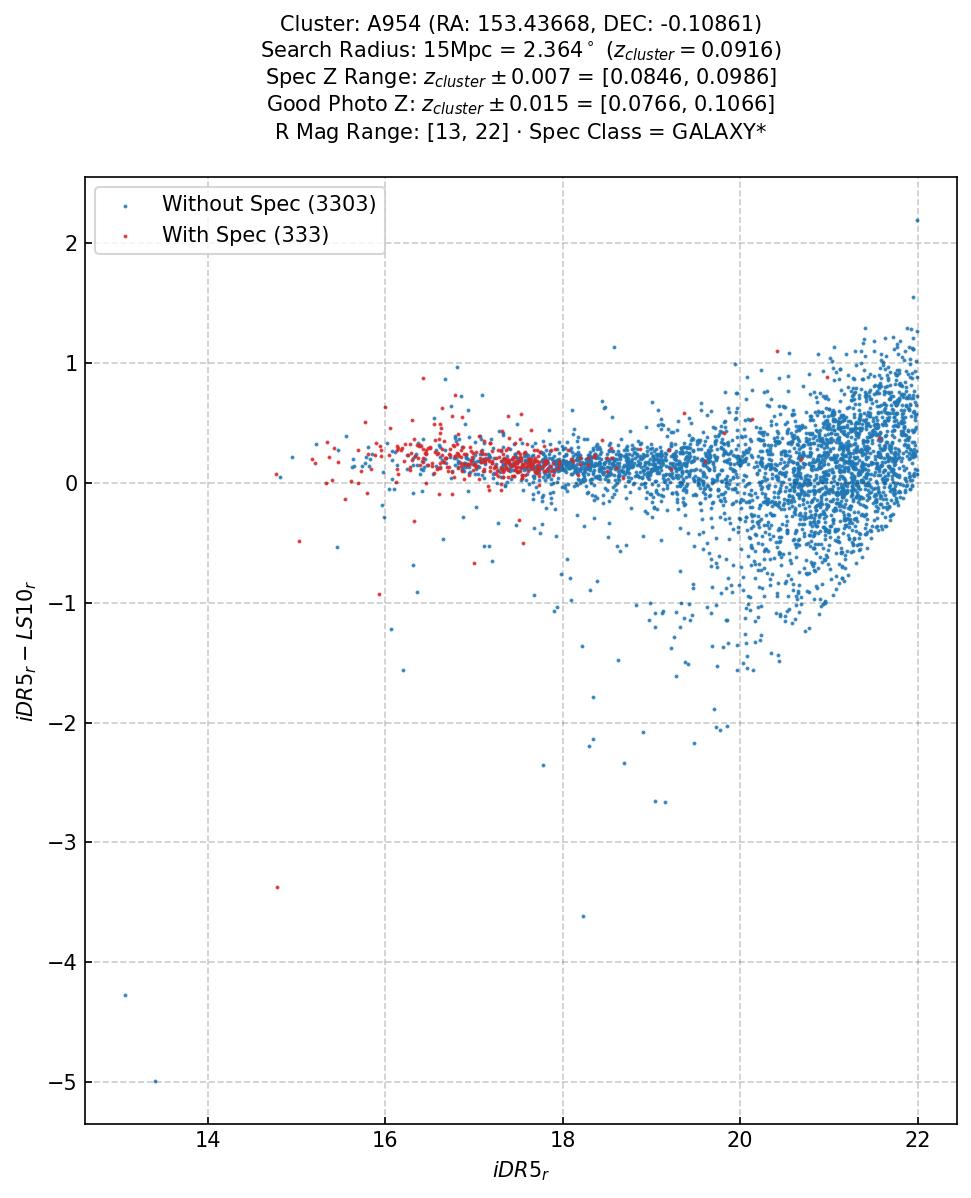 Cluster: A954 (RA: 153.43668, DEC: -0.10861)
Search Radius: 15Mpc = 2.364° (z_cluster = 0.0916)
Spec Z Range: z_cluster ± 0.007 = [0.0846, 0.0986]
Good Photo Z: z_cluster ± 0.015 = [0.0766, 0.1066]
R Mag Range: [13, 22] · Spec Class = GALAXY*
Without Spec (3303)
With Spec (333)
2
1
0
−1
−2
−3
−4
−5
iDR5_r − LS10_r
14 16 18 20 22
iDR5_r